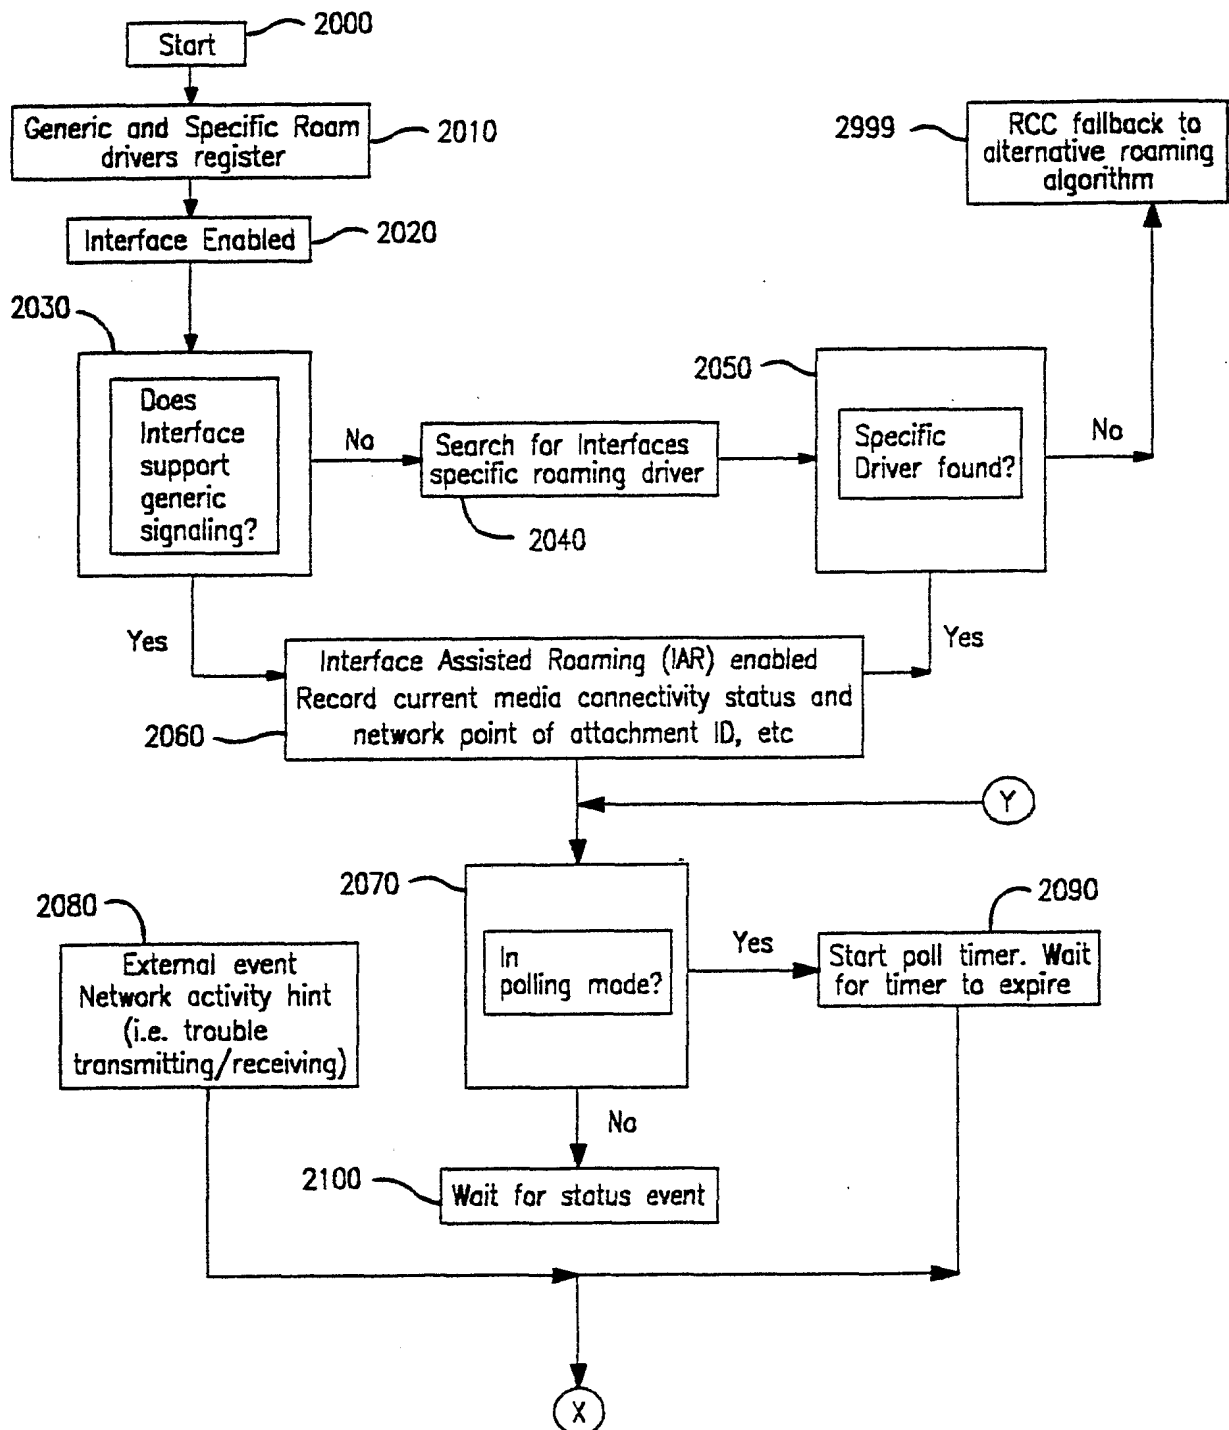 2000
Start
Generic and Specific Roam
drivers register
2010
2999
RCC fallback to
alternative roaming
algorithm
Interface Enabled
2020
2030
Does
Interface
support
generic
signaling?
No
Search for Interfaces
specific roaming driver
2040
2050
Specific
Driver found?
No
Yes
Yes
Interface Assisted Roaming (IAR) enabled
Record current media connectivity status and
network point of attachment ID, etc
2060
Y
2070
In
polling mode?
Yes
2080
External event
Network activity hint
(i.e. trouble
transmitting/receiving)
2090
Start poll timer. Wait
for timer to expire
No
2100
Wait for status event
X